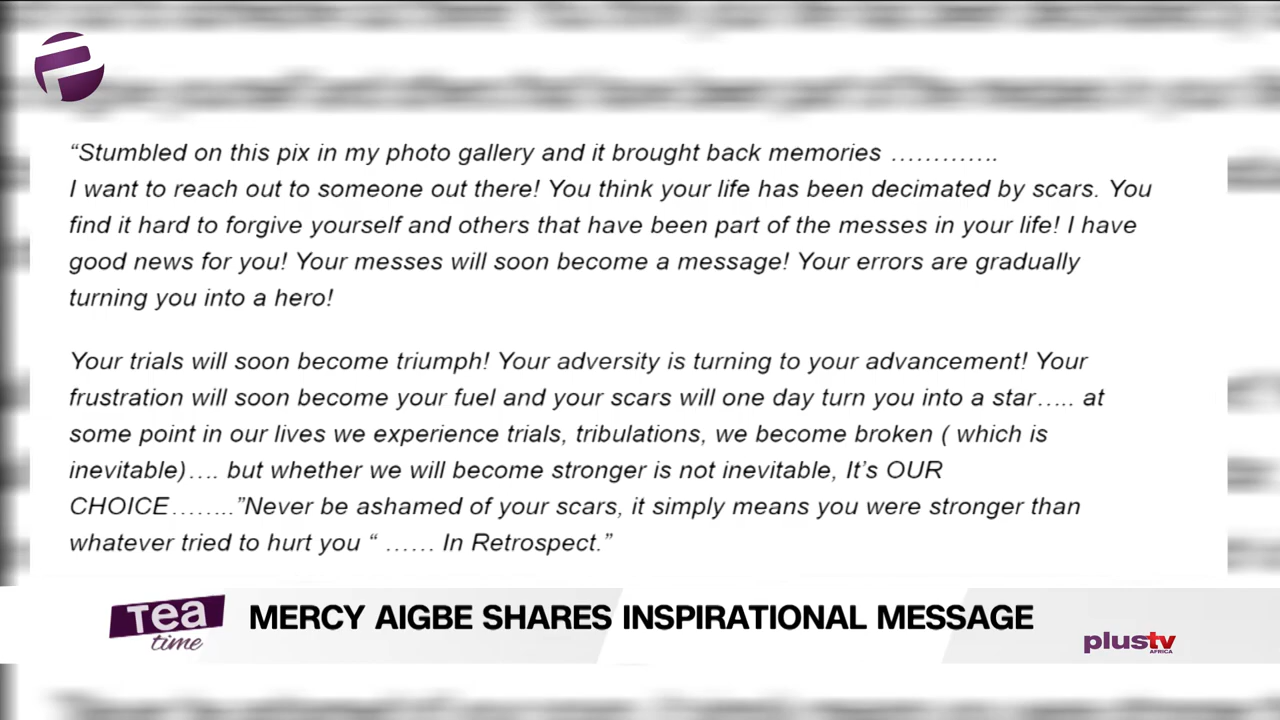 “Stumbled on this pix in my photo gallery and it brought back memories ………….
I want to reach out to someone out there! You think your life has been decimated by scars. You
find it hard to forgive yourself and others that have been part of the messes in your life! I have
good news for you! Your messes will soon become a message! Your errors are gradually
turning you into a hero!
Your trials will soon become triumph! Your adversity is turning to your advancement! Your
frustration will soon become your fuel and your scars will one day turn you into a star….. at
some point in our lives we experience trials, tribulations, we become broken ( which is
inevitable)…. but whether we will become stronger is not inevitable, It’s OUR
CHOICE……..”Never be ashamed of your scars, it simply means you were stronger than
whatever tried to hurt you “ …… In Retrospect.”
Tea
time
MERCY AIGBE SHARES INSPIRATIONAL MESSAGE
plustv
AFRICA